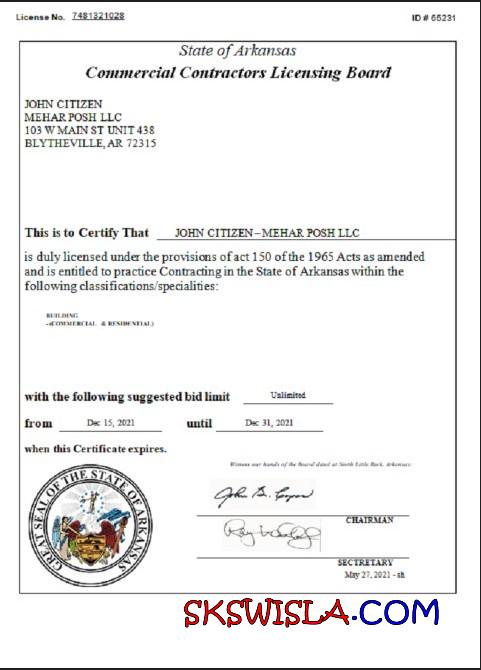 License No. 7481321028
ID # 65231
State of Arkansas
Commercial Contractors Licensing Board
JOHN CITIZEN
MEHAR POSH LLC
103 W MAIN ST UNIT 438
BLYTHEVILLE, AR 72315
This is to Certify That JOHN CITIZEN - MEHAR POSH LLC
is duly licensed under the provisions of act 150 of the 1965 Acts as amended
and is entitled to practice Contracting in the State of Arkansas within the
following classifications/specialities:
BUILDING
-(COMMERCIAL & RESIDENTIAL)
with the following suggested bid limit Unlimited
from Dec 15, 2021 until Dec 31, 2021
when this Certificate expires.
Witness our hands of the Board dated at North Little Rock, Arkansas
GREAT SEAL OF THE STATE OF ARKANSAS
CHAIRMAN
SECTRETARY
May 27, 2021 - sh
SKSWISLA.COM